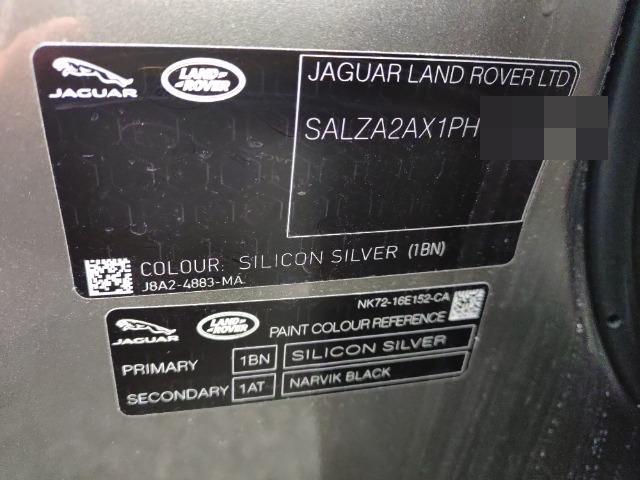 JAGUAR
LAND ROVER
JAGUAR LAND ROVER LTD
SALZA2AX1PH
COLOUR: SILICON SILVER (1BN)
J8A2-4883-MA
NK72-16E152-CA
JAGUAR
LAND ROVER
PAINT COLOUR REFERENCE
PRIMARY 1BN SILICON SILVER
SECONDARY 1AT NARVIK BLACK